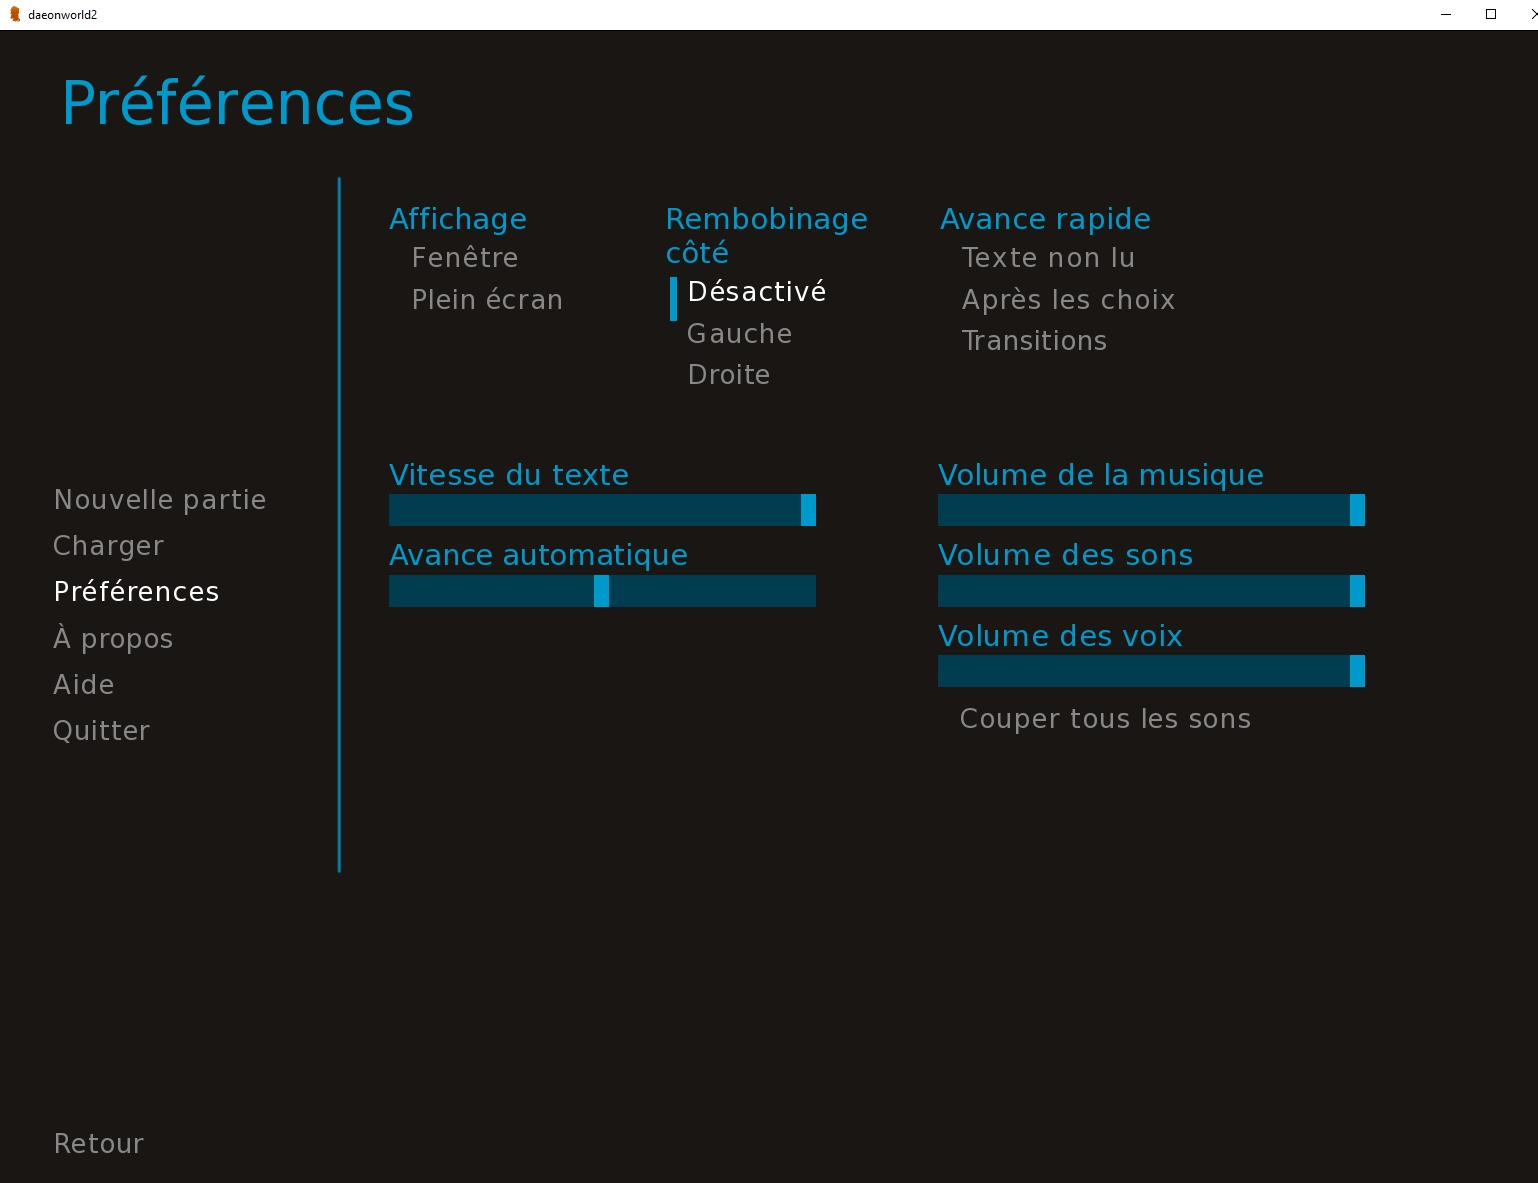 daeonworld2
Préférences
Affichage
Fenêtre
Plein écran
Rembobinage
côté
Désactivé
Gauche
Droite
Avance rapide
Texte non lu
Après les choix
Transitions
Vitesse du texte
Avance automatique
Volume de la musique
Volume des sons
Volume des voix
Couper tous les sons
Nouvelle partie
Charger
Préférences
À propos
Aide
Quitter
Retour